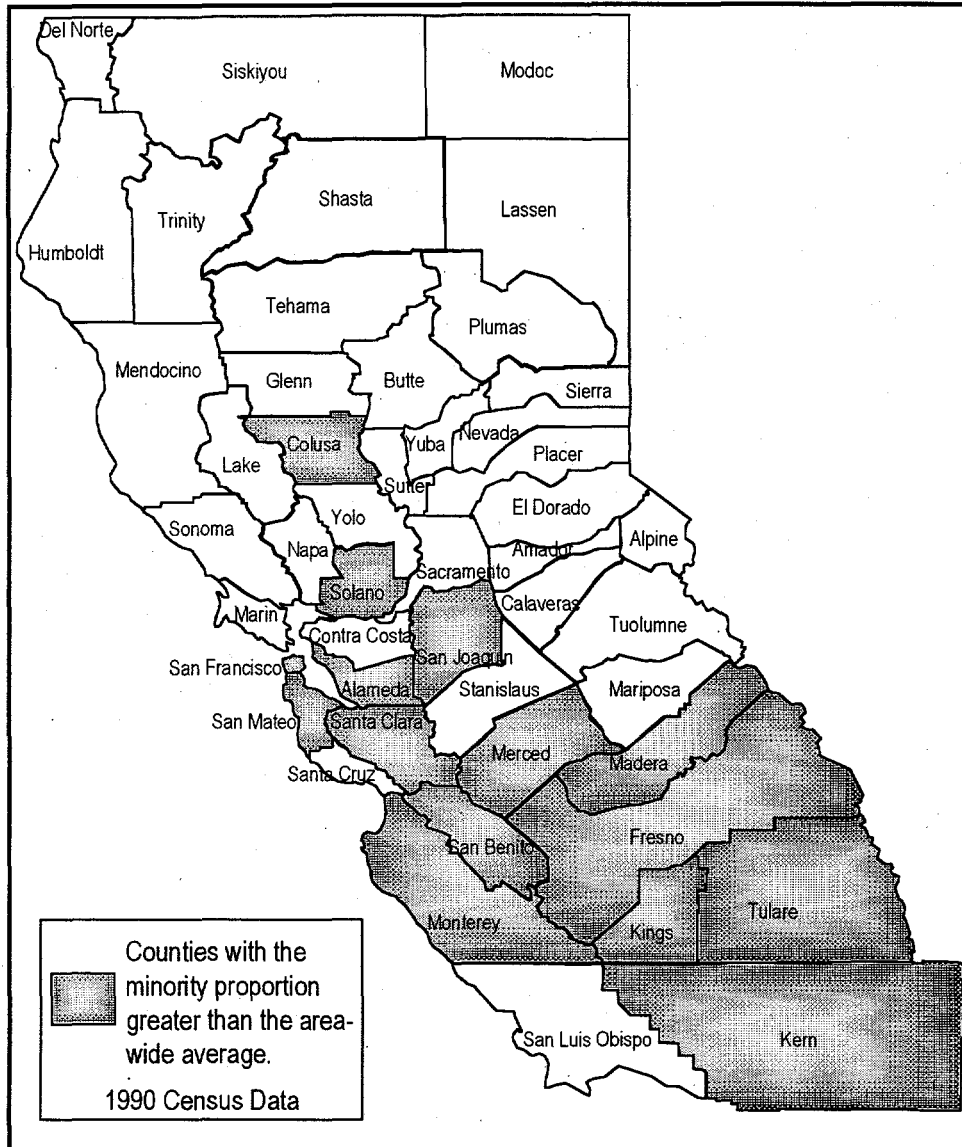 Del Norte
Siskiyou
Modoc
Shasta
Lassen
Trinity
Humboldt
Tehama
Plumas
Mendocino
Glenn
Butte
Sierra
Colusa
Yuba
Nevada
Lake
Placer
Sutter
El Dorado
Yolo
Sonoma
Napa
Amador
Alpine
Sacramento
Solano
Calaveras
Marin
Tuolumne
Contra Costa
San Francisco
San Joaquin
Alameda
Stanislaus
Mariposa
San Mateo
Santa Clara
Merced
Madera
Santa Cruz
Fresno
San Benito
Monterey
Kings
Tulare
San Luis Obispo
Kern
Counties with the
minority proportion
greater than the area-
wide average.
1990 Census Data